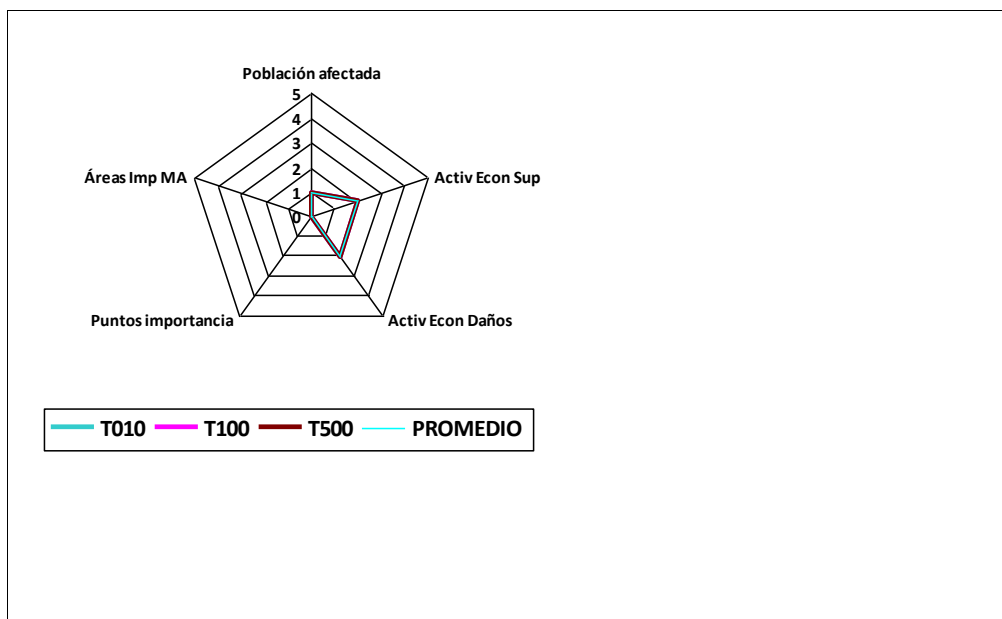 Población afectada
5
4
3
2
1
0
Áreas Imp MA
Activ Econ Sup
Puntos importancia
Activ Econ Daños
T010 T100 T500 PROMEDIO